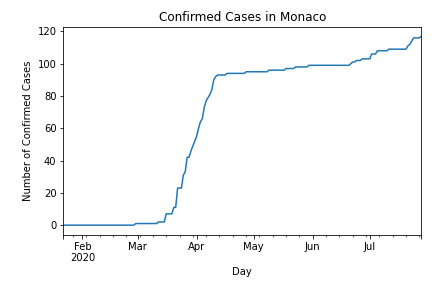 Confirmed Cases in Monaco
120
100
80
60
40
20
0
Number of Confirmed Cases
Feb Mar Apr May Jun Jul
2020
Day